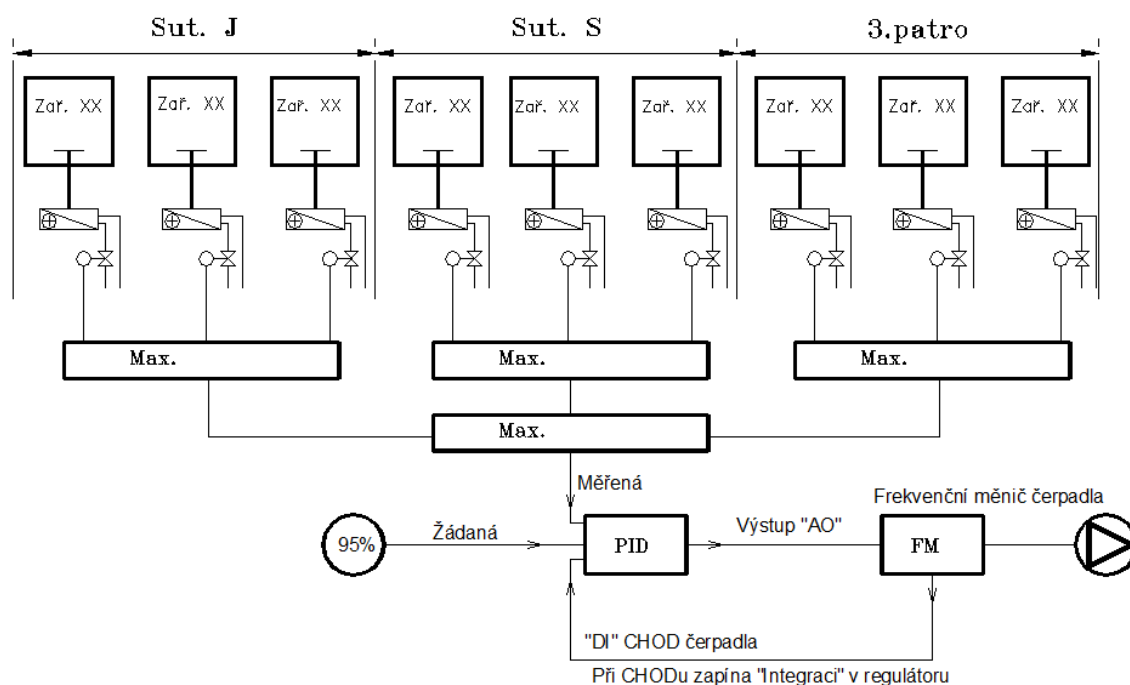 Sut. J Sut. S 3.patro
Zař. XX Zař. XX Zař. XX Zař. XX Zař. XX Zař. XX Zař. XX Zař. XX Zař. XX
Max. Max. Max.
Max.
Měřená
Frekvenční měnič čerpadla
95% Žádaná PID Výstup "AO" FM
"DI" CHOD čerpadla
Při CHODu zapína "Integraci" v regulátoru